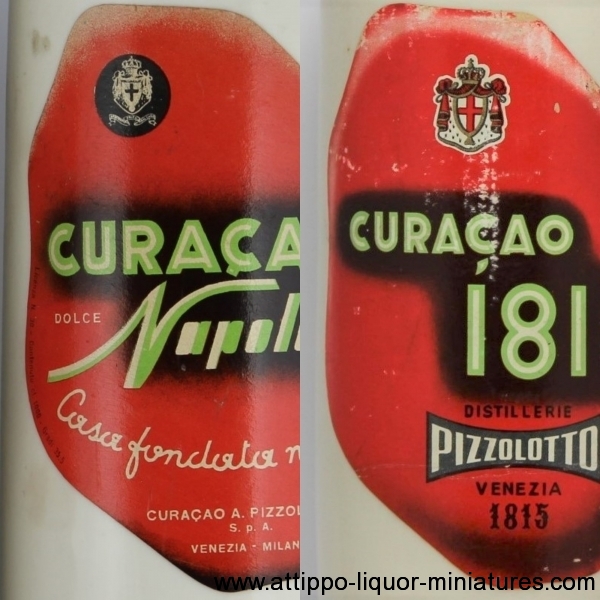 CURAÇA
DOLCE
Napol
Casa fondata n
CURAÇAO A. PIZZOL
S. p. A.
VENEZIA - MILAN
CURAÇAO
181
DISTILLERIE
PIZZOLOTTO
VENEZIA
1815
www.attippo-liquor-miniatures.com